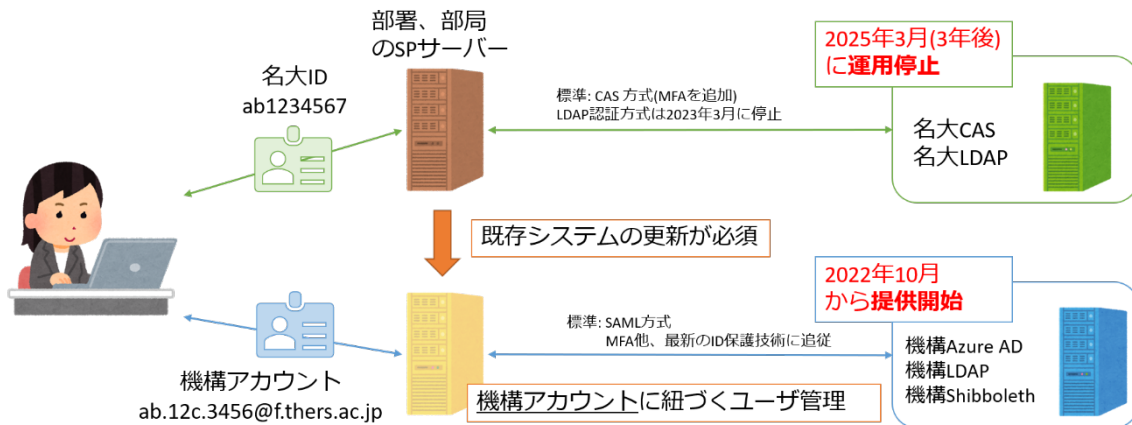 部署、部局
のSPサーバー
2025年3月(3年後)
に運用停止
名大ID
ab1234567
標準: CAS 方式(MFAを追加)
LDAP認証方式は2023年3月に停止
名大CAS
名大LDAP
既存システムの更新が必須
2022年10月
から提供開始
標準: SAML方式
MFA他、最新のID保護技術に追従
機構Azure AD
機構LDAP
機構Shibboleth
機構アカウント
ab.12c.3456@f.thers.ac.jp
機構アカウントに紐づくユーザ管理